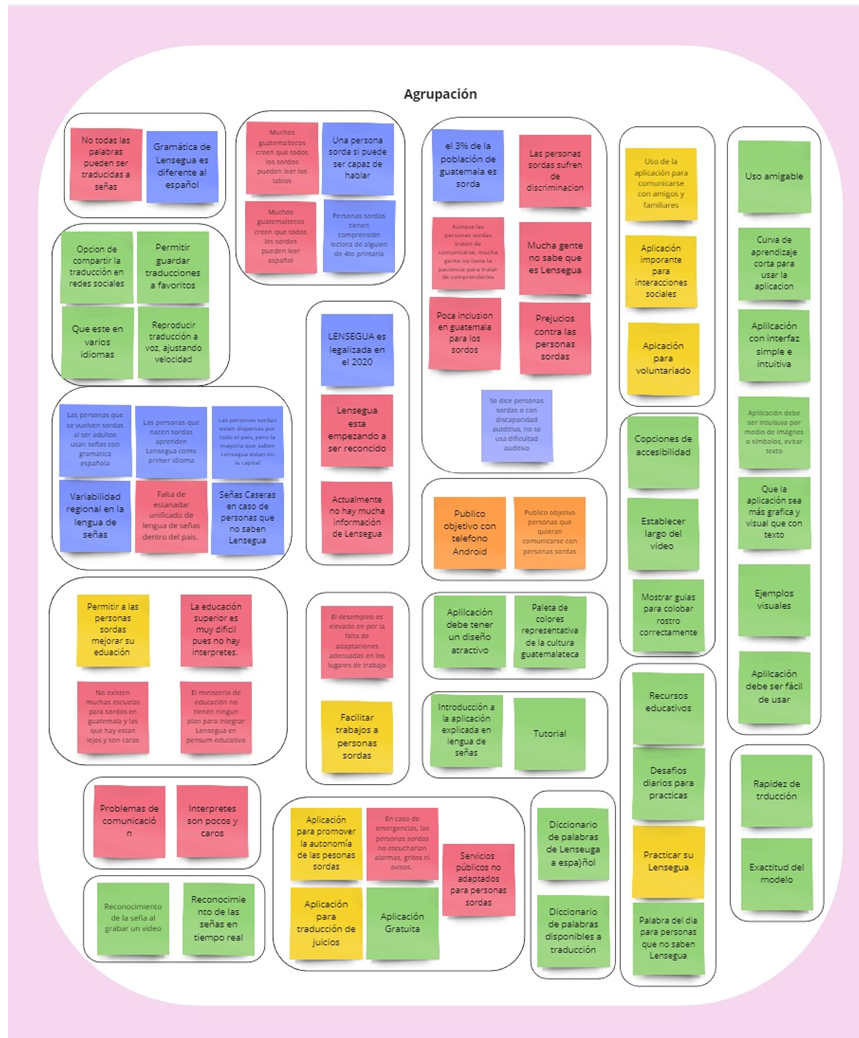 Agrupación
No todas las
palabras
pueden ser
traducidas a
señas
Gramática de
Lensegua es
diferente al
español
Opcion de
compartir la
traducción en
redes sociales
Permitir
guardar
traducciones
a favoritos
Que este en
varios
idiomas
Reproducir
traducción a
voz, ajustando
velocidad
Muchos
guatemaltecos
creen que todos
los sordos
pueden leer los
labios
Una persona
sorda si puede
ser capaz de
hablar
Muchos
guatemaltecos
creen que todos
los sordos
pueden leer
español
Personas sordas
tienen
comprensión
lectora de alguien
de 4to primaria
el 3% de la
población de
guatemala es
sorda
Las personas
sordas sufren
de
discriminacion
Aunque las
personas sordas
traten de
comunicarse, mucha
gente no tiene la
paciencia para tratar
de comprenderles
Mucha gente
no sabe que
es Lensegua
Poca inclusion
en guatemala
para los
sordos
Prejucios
contra las
personas
sordas
Se dice personas
sordas o con
discapacidad
autditiva, no se
usa dificultad
auditiva
Uso de la
aplicación para
comunicarse
con amigos y
familiares
Aplicación
imporante
para
interacciones
sociales
Apicación
para
voluntariado
Uso amigable
Curva de
aprendizaje
corta para
usar la
aplicacion
Aplilcación
con interfaz
simple e
intuitiva
Aplilcación debe
ser intuituva por
medio de imágnes
o símbolos, evitar
texto
Que la
aplicación sea
más grafica y
visual que con
texto
Ejemplos
visuales
Aplilcación
debe ser fácil
de usar
Las personas que
se vuelven sordas
al ser adultos
usan señas con
gramatica
española
Las personas que
nacen sordas
aprenden
Lensegua como
primer idioma
Las personas sordas
estan dispersas por
todo el país, pero la
mayoria que saben
Lensegua estan en
la capital
Variabilidad
regional en la
lengua de
señas
Falta de
estanadar
unificado de
lengua de señas
dentro del país.
Señas Caseras
en caso de
personas que
no saben
Lensegua
LENSEGUA es
legalizada en
el 2020
Lensegua
esta
empezando a
ser reconcido
Actualmente
no hay mucha
información
de Lensegua
Publico
objetivo con
telefono
Android
Publico objetivo
personas que
quieran
comunicarse con
personas sordas
Copciones de
accesibilidad
Establecer
largo del
video
Mostrar guías
para colobar
rostro
correctamente
Permitir a las
personas
sordas
mejorar su
eduación
La educación
superior es
muy dificil
pues no hay
interpretes.
No existen
muchas escuelas
para sordos en
guatemala y las
que hay estan
lejos y son caras
El ministerio de
educación no
tienen ningun
plan para integrar
Lensegua en
pensum educativo
El desempleo es
elevado en por la
falta de
adaptaciones
adecuadas en los
lugares de trabajo
Facilitar
trabajos a
personas
sordas
Aplilcación
debe tener
un diseño
atractivo
Paleta de
colores
representativa
de la cultura
guatemalateca
Introducción a
la aplicación
explicada en
lengua de
señas
Tutorial
Recursos
educativos
Desafios
diarios para
practicas
Practicar su
Lensegua
Palabra del dia
para personas
que no saben
Lensegua
Rapidez de
trducción
Exactitud del
modelo
Problemas de
comunicació
n
Interpretes
son pocos y
caros
Reconocimiento
de la seña al
grabar un video
Reconocimie
nto de las
señas en
tiempo real
Aplicación
para promover
la autonomía
de las pesonas
sordas
En caso de
emergencias, las
personas sordas
no escucharian
alarmas, gritos ni
avisos.
Servicios
públicos no
adaptados
para personas
sordas
Aplicación
para
traducción de
juicios
Aplicación
Gratuita
Diccionario
de palabras
de Lenseuga
a espa}ñol
Diccionario
de palabras
disponibles a
traducción